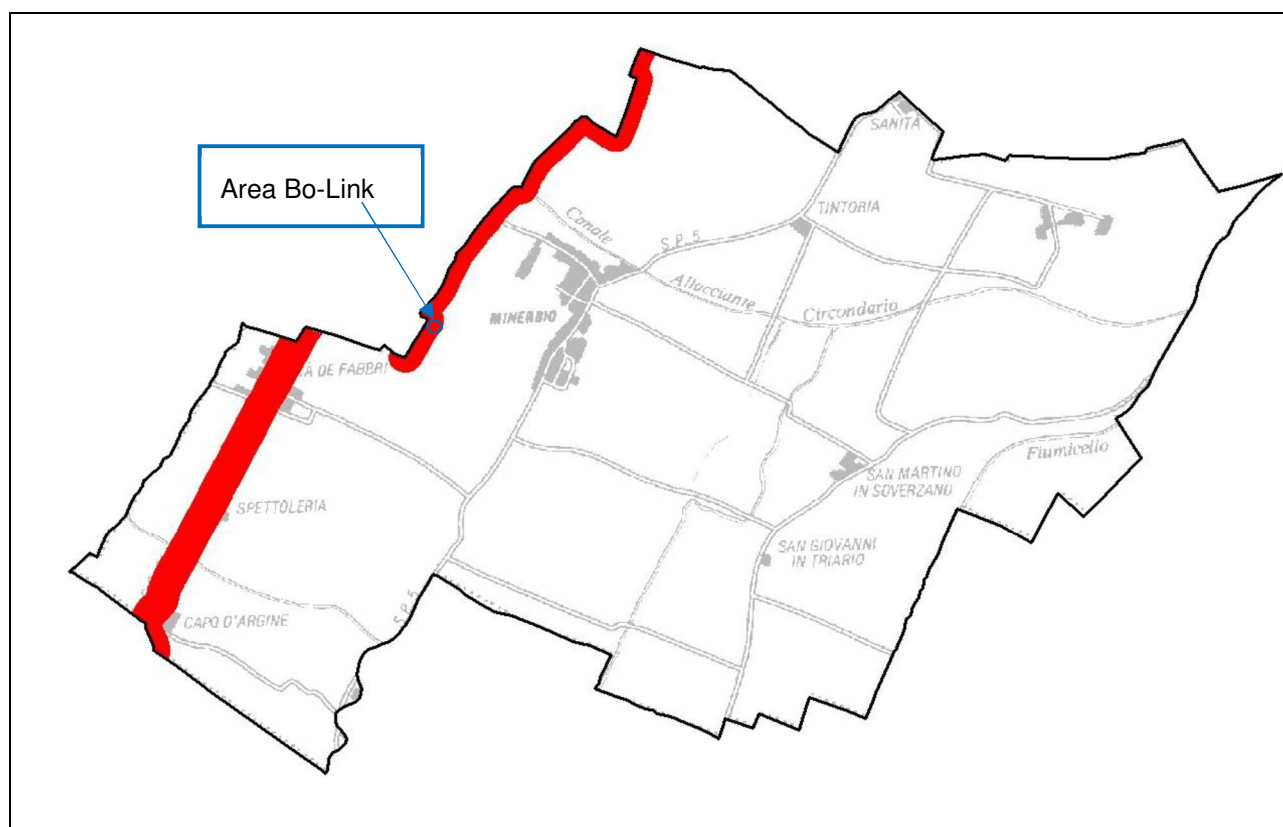 SANITÀ
Area Bo-Link
TINTORIA
Canale
S.P. 5
Allacciante
Circondario
MINERBIO
DE FABBRI
Fiumicello
SAN MARTINO
IN SOVERZANO
SPETTOLERIA
SAN GIOVANNI
IN TRIARIO
CAPO D'ARGINE
S.P. 5